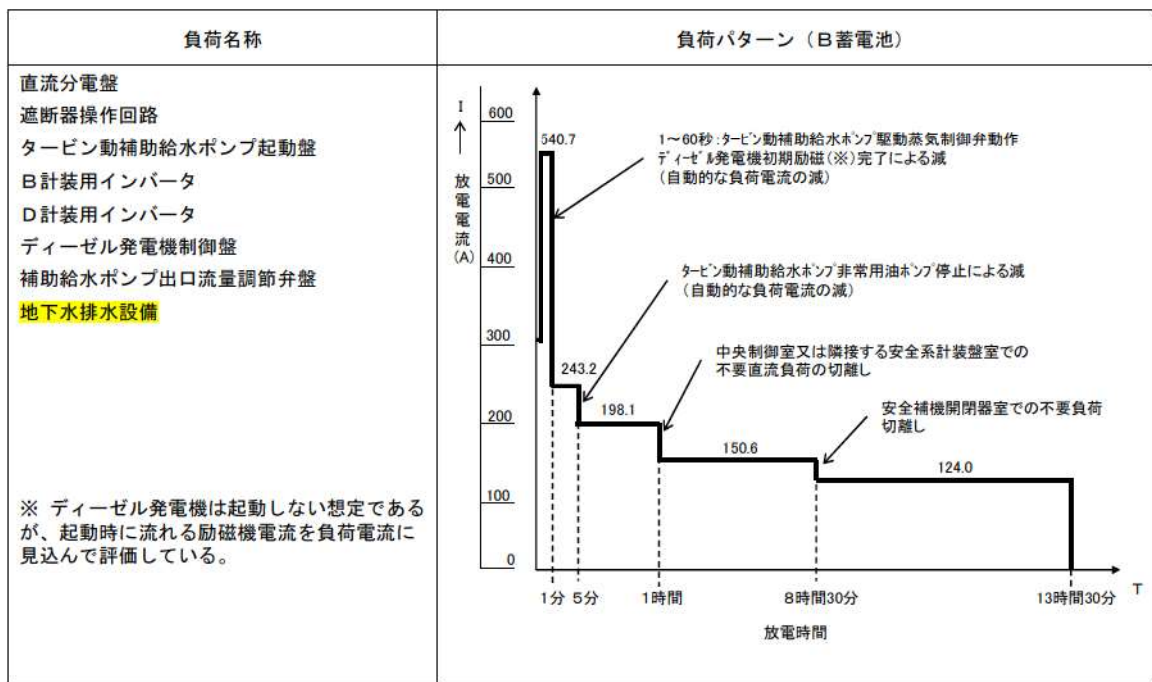 負荷名称
負荷パターン（Ｂ蓄電池）
直流分電盤
遮断器操作回路
タービン動補助給水ポンプ起動盤
Ｂ計装用インバータ
Ｄ計装用インバータ
ディーゼル発電機制御盤
補助給水ポンプ出口流量調節弁盤
地下水排水設備
※ ディーゼル発電機は起動しない想定である
が、起動時に流れる励磁機電流を負荷電流に
見込んで評価している。
I
放電電流
(A)
600
500
400
300
200
100
0
540.7
1～60秒:ﾀｰﾋﾞﾝ動補助給水ﾎﾟﾝﾌﾟ駆動蒸気制御弁動作
ﾃﾞｨｰｾﾞﾙ発電機初期励磁(※)完了による減
(自動的な負荷電流の減)
ﾀｰﾋﾞﾝ動補助給水ﾎﾟﾝﾌﾟ非常用油ﾎﾟﾝﾌﾟ停止による減
（自動的な負荷電流の減）
243.2
中央制御室又は隣接する安全系計装盤室での
不要直流負荷の切離し
198.1
安全補機開閉器室での不要負荷
切離し
150.6
124.0
1分 5分 1時間 8時間30分 13時間30分
T
放電時間